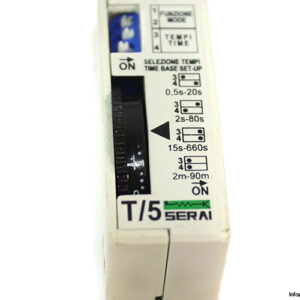 1 FUNZIONE
2 MODE
3 TEMPI
4 TIME
ON
SELEZIONE TEMPI
TIME BASE SET-UP
3
4
0,5s-20s
3
4
2s-80s
3
4
15s-660s
3
4
2m-90m
ON
T/5
SERAI